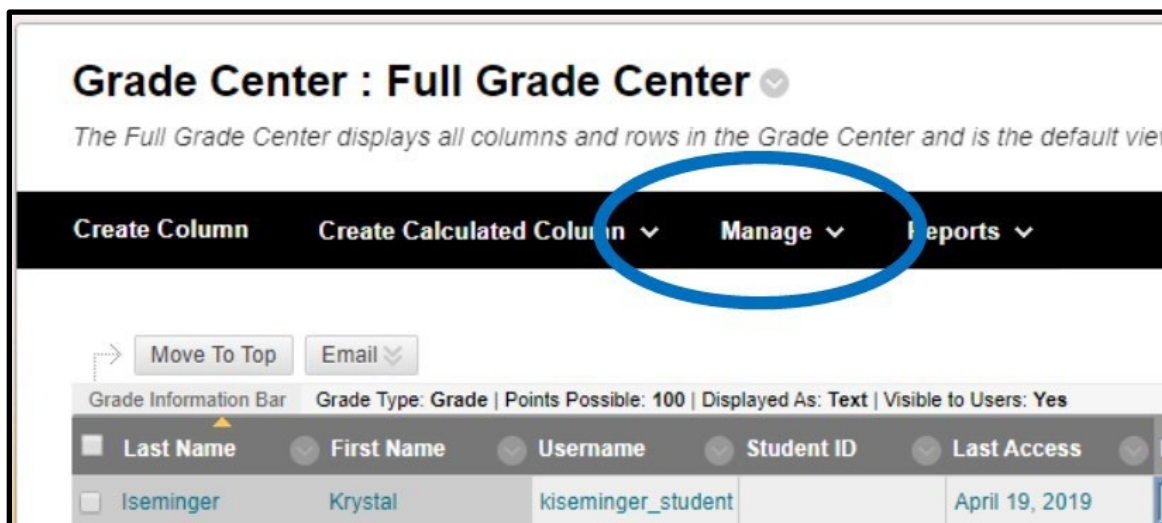 Grade Center : Full Grade Center
The Full Grade Center displays all columns and rows in the Grade Center and is the default
Create Column Create Calculated Column Manage Reports
Move To Top Email
Grade Information Bar Grade Type: Grade | Points Possible: 100 | Displayed As: Text | Visible to Users: Yes
Last Name First Name Username Student ID Last Access
Iseminger Krystal kiseminger_student April 19, 2019